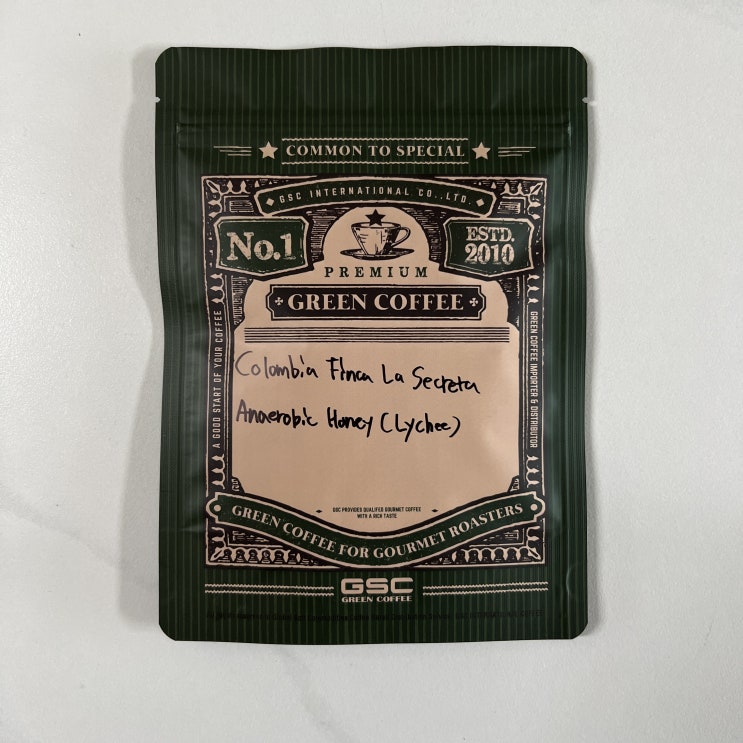 COMMON TO SPECIAL
GSC INTERNATIONAL CO.,LTD.
No.1
ESTD.
2010
PREMIUM
GREEN COFFEE
A GOOD START OF YOUR COFFEE
GREEN COFFEE IMPORTER & DISTRIBUTOR
Colombia Finca La Secreta
Anaerobic Honey (Lychee)
GSC PROVIDES QUALIFED GOURMET COFFEE
WITH A RICH TASTE
GREEN COFFEE FOR GOURMET ROASTERS
GSC
GREEN COFFEE